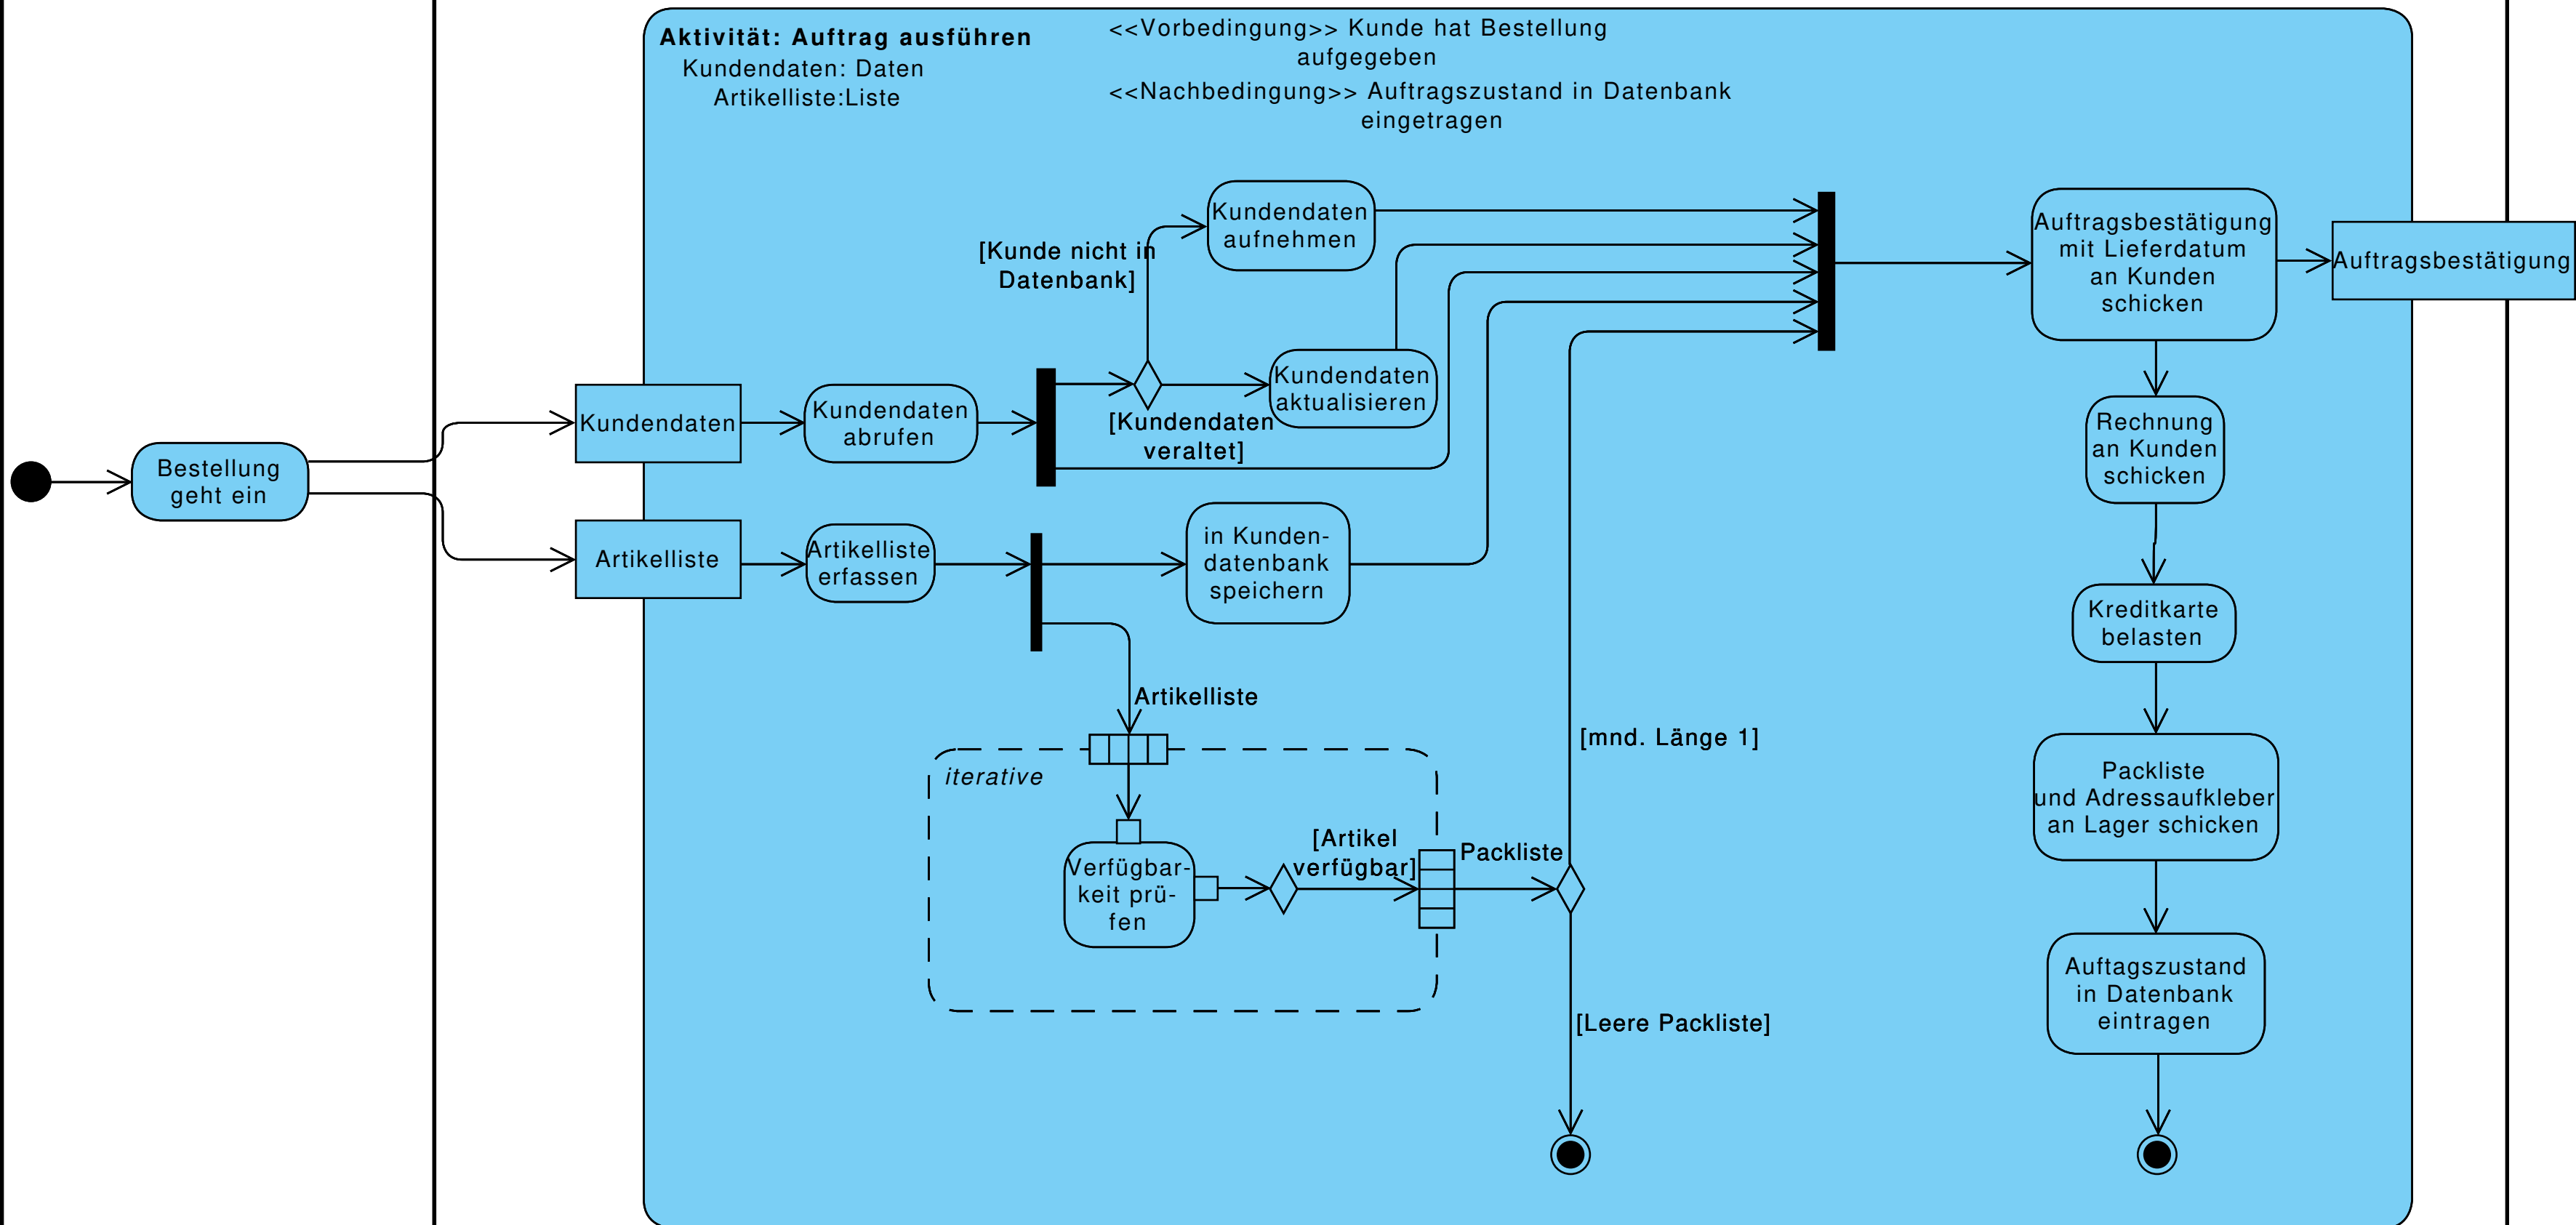 Aktivität: Auftrag ausführen
Kundendaten: Daten
Artikelliste:Liste
<<Vorbedingung>> Kunde hat Bestellung
aufgegeben
<<Nachbedingung>> Auftragszustand in Datenbank
eingetragen
Bestellung
geht ein
Kundendaten
Kundendaten
abrufen
[Kunde nicht in
Datenbank]
Kundendaten
aufnehmen
[Kundendaten
veraltet]
Kundendaten
aktualisieren
Artikelliste
Artikelliste
erfassen
in Kunden-
datenbank
speichern
Artikelliste
iterative
Verfügbar-
keit prü-
fen
[Artikel
verfügbar]
Packliste
[mnd. Länge 1]
[Leere Packliste]
Auftragsbestätigung
mit Lieferdatum
an Kunden
schicken
Auftragsbestätigung
Rechnung
an Kunden
schicken
Kreditkarte
belasten
Packliste
und Adressaufkleber
an Lager schicken
Auftagszustand
in Datenbank
eintragen